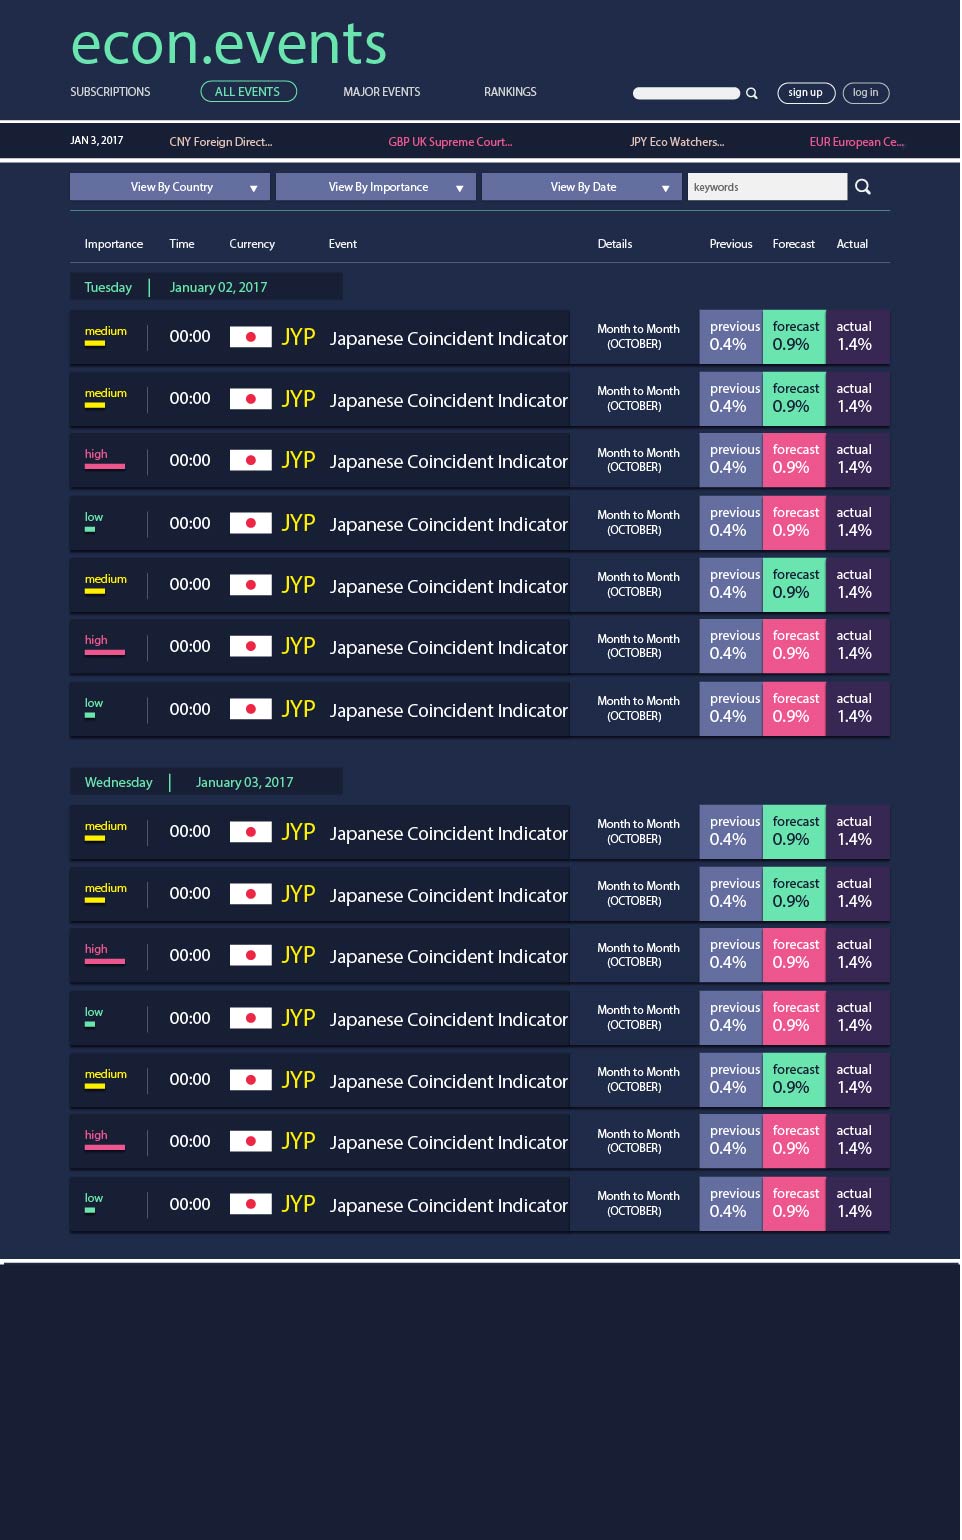 econ.events
SUBSCRIPTIONS ALL EVENTS MAJOR EVENTS RANKINGS sign up log in
JAN 3, 2017 CNY Foreign Direct... GBP UK Supreme Court... JPY Eco Watchers... EUR European Ce...
View By Country View By Importance View By Date keywords
Importance Time Currency Event Details Previous Forecast Actual
Tuesday | January 02, 2017
medium 00:00 JYP Japanese Coincident Indicator Month to Month previous forecast actual
(OCTOBER) 0.4% 0.9% 1.4%
medium 00:00 JYP Japanese Coincident Indicator Month to Month previous forecast actual
(OCTOBER) 0.4% 0.9% 1.4%
high 00:00 JYP Japanese Coincident Indicator Month to Month previous forecast actual
(OCTOBER) 0.4% 0.9% 1.4%
low 00:00 JYP Japanese Coincident Indicator Month to Month previous forecast actual
(OCTOBER) 0.4% 0.9% 1.4%
medium 00:00 JYP Japanese Coincident Indicator Month to Month previous forecast actual
(OCTOBER) 0.4% 0.9% 1.4%
high 00:00 JYP Japanese Coincident Indicator Month to Month previous forecast actual
(OCTOBER) 0.4% 0.9% 1.4%
low 00:00 JYP Japanese Coincident Indicator Month to Month previous forecast actual
(OCTOBER) 0.4% 0.9% 1.4%
Wednesday | January 03, 2017
medium 00:00 JYP Japanese Coincident Indicator Month to Month previous forecast actual
(OCTOBER) 0.4% 0.9% 1.4%
medium 00:00 JYP Japanese Coincident Indicator Month to Month previous forecast actual
(OCTOBER) 0.4% 0.9% 1.4%
high 00:00 JYP Japanese Coincident Indicator Month to Month previous forecast actual
(OCTOBER) 0.4% 0.9% 1.4%
low 00:00 JYP Japanese Coincident Indicator Month to Month previous forecast actual
(OCTOBER) 0.4% 0.9% 1.4%
medium 00:00 JYP Japanese Coincident Indicator Month to Month previous forecast actual
(OCTOBER) 0.4% 0.9% 1.4%
high 00:00 JYP Japanese Coincident Indicator Month to Month previous forecast actual
(OCTOBER) 0.4% 0.9% 1.4%
low 00:00 JYP Japanese Coincident Indicator Month to Month previous forecast actual
(OCTOBER) 0.4% 0.9% 1.4%